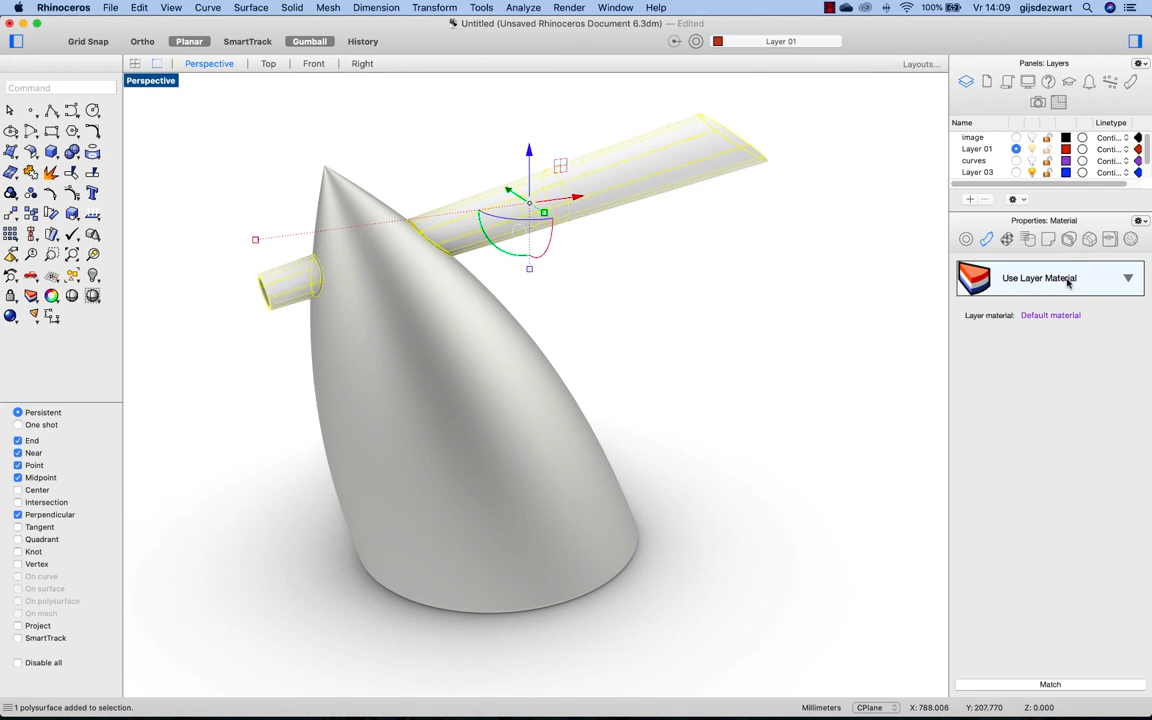 Rhinoceros File Edit View Curve Surface Solid Mesh Dimension Transform Tools Analyze Render Window Help 100% Vr 14:09 gijsdezwart
Untitled (Unsaved Rhinoceros Document 6.3dm) — Edited
Grid Snap Ortho Planar SmartTrack Gumball History Layer 01
Perspective Top Front Right Layouts... Panels: Layers
Perspective
Command
Name Linetype
image Conti...
Layer 01 Conti...
curves Conti...
Layer 03 Conti...
Properties: Material
Use Layer Material
Layer material: Default material
Persistent
One shot
End
Near
Point
Midpoint
Center
Intersection
Perpendicular
Tangent
Quadrant
Knot
Vertex
On curve
On surface
On polysurface
On mesh
Project
SmartTrack
Disable all
Match
1 polysurface added to selection. Millimeters CPlane X: 788.006 Y: 207.770 Z: 0.000